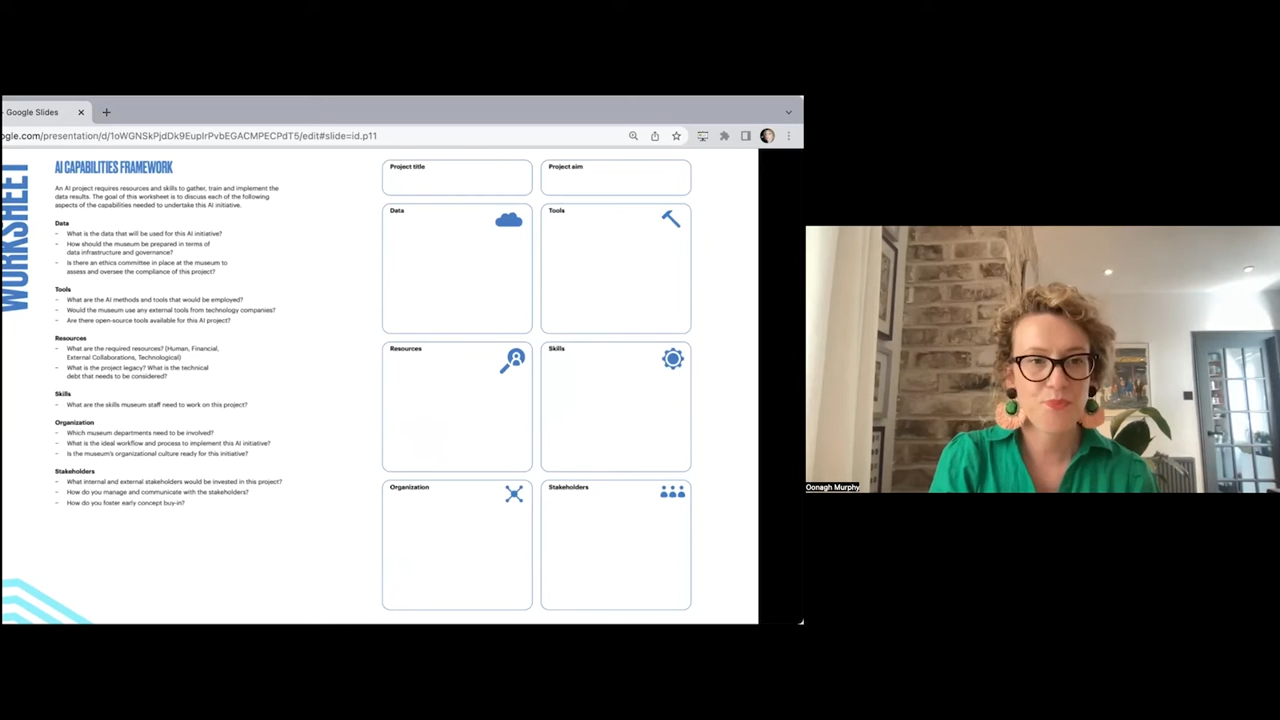 - Google Slides
ogle.com/presentation/d/1oWGNSkPjdDk9EuplrPvbEGACMPECPdT5/edit#slide=id.p11
WORKSHEET
AI CAPABILITIES FRAMEWORK
An AI project requires resources and skills to gather, train and implement the
data results. The goal of this worksheet is to discuss each of the following
aspects of the capabilities needed to undertake this AI initiative.
Data
– What is the data that will be used for this AI initiative?
– How should the museum be prepared in terms of
data infrastructure and governance?
– Is there an ethics committee in place at the museum to
assess and oversee the compliance of this project?
Tools
– What are the AI methods and tools that would be employed?
– Would the museum use any external tools from technology companies?
– Are there open-source tools available for this AI project?
Resources
– What are the required resources? (Human, Financial,
External Collaborations, Technological)
– What is the project legacy? What is the technical
debt that needs to be considered?
Skills
– What are the skills museum staff need to work on this project?
Organization
– Which museum departments need to be involved?
– What is the ideal workflow and process to implement this AI initiative?
– Is the museum's organizational culture ready for this initiative?
Stakeholders
– What internal and external stakeholders would be invested in this project?
– How do you manage and communicate with the stakeholders?
– How do you foster early concept buy-in?
Project title
Project aim
Data
Tools
Resources
Skills
Organization
Stakeholders
Oonagh Murphy